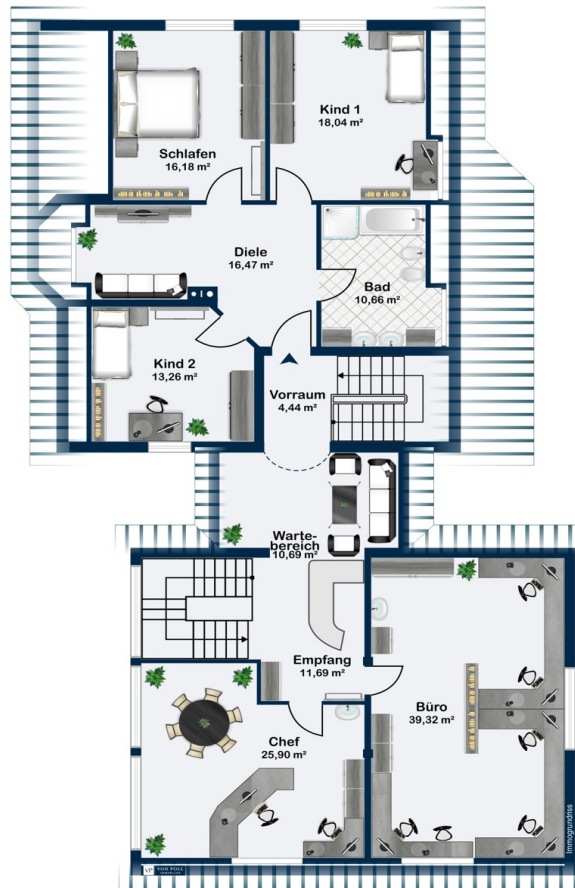 Schlafen
16,18 m²
Kind 1
18,04 m²
Diele
16,47 m²
Bad
10,66 m²
Kind 2
13,26 m²
Vorraum
4,44 m²
Warte-
bereich
10,69 m²
Empfang
11,69 m²
Büro
39,32 m²
Chef
25,90 m²
Immogrundriss
VP VON POLL
IMMOBILIEN